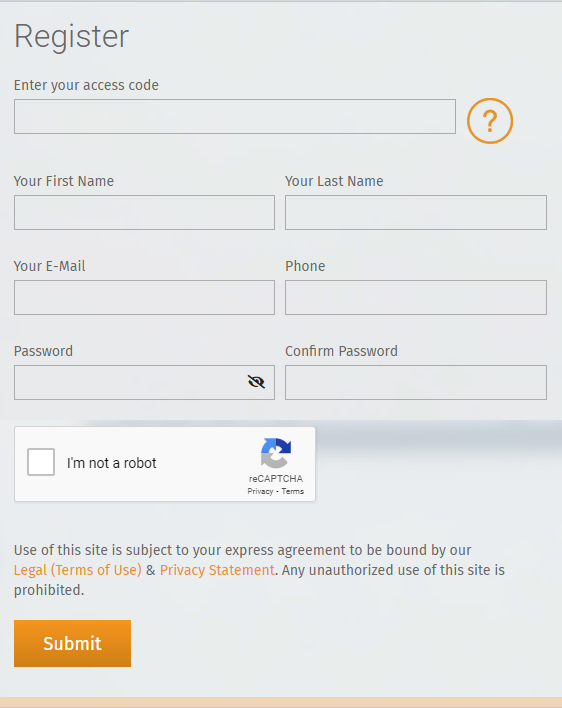 Register
Enter your access code
?
Your First Name
Your Last Name
Your E-Mail
Phone
Password
Confirm Password
I'm not a robot
reCAPTCHA
Privacy - Terms
Use of this site is subject to your express agreement to be bound by our
Legal (Terms of Use) & Privacy Statement. Any unauthorized use of this site is
prohibited.
Submit